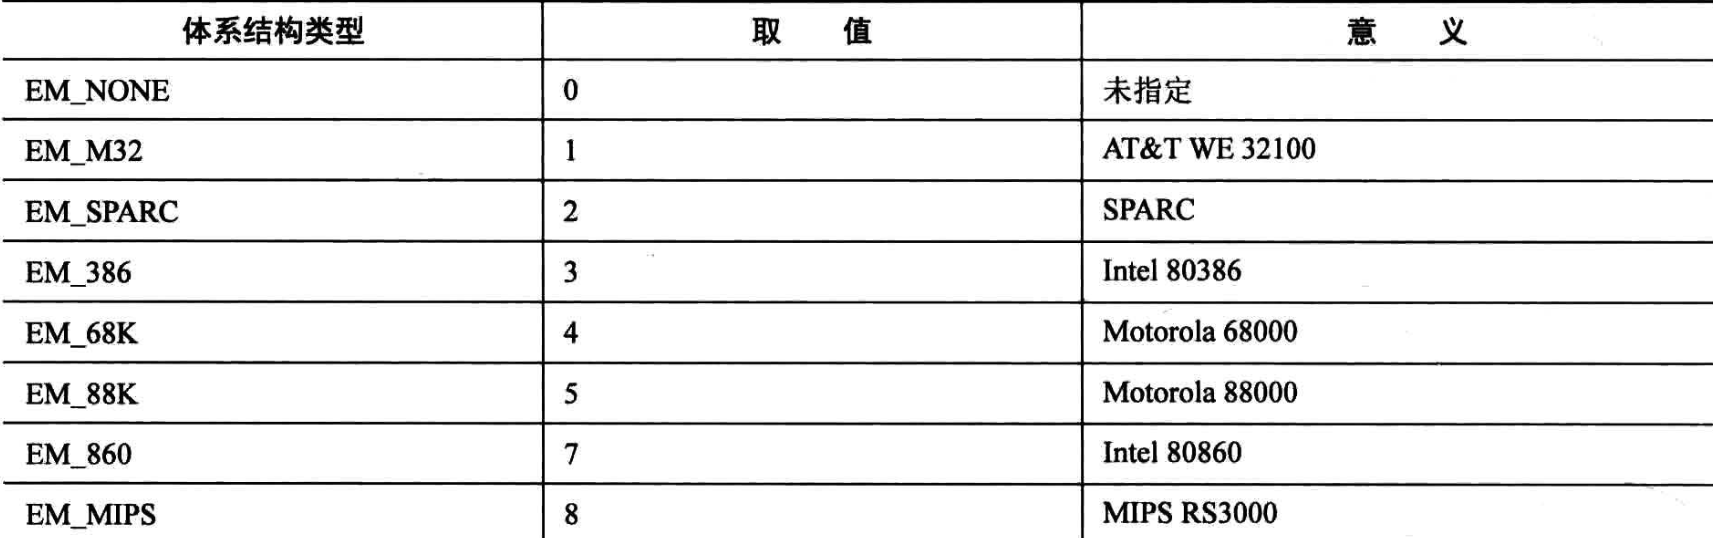 体系结构类型 取 值 意 义
EM_NONE 0 未指定
EM_M32 1 AT&T WE 32100
EM_SPARC 2 SPARC
EM_386 3 Intel 80386
EM_68K 4 Motorola 68000
EM_88K 5 Motorola 88000
EM_860 7 Intel 80860
EM_MIPS 8 MIPS RS3000